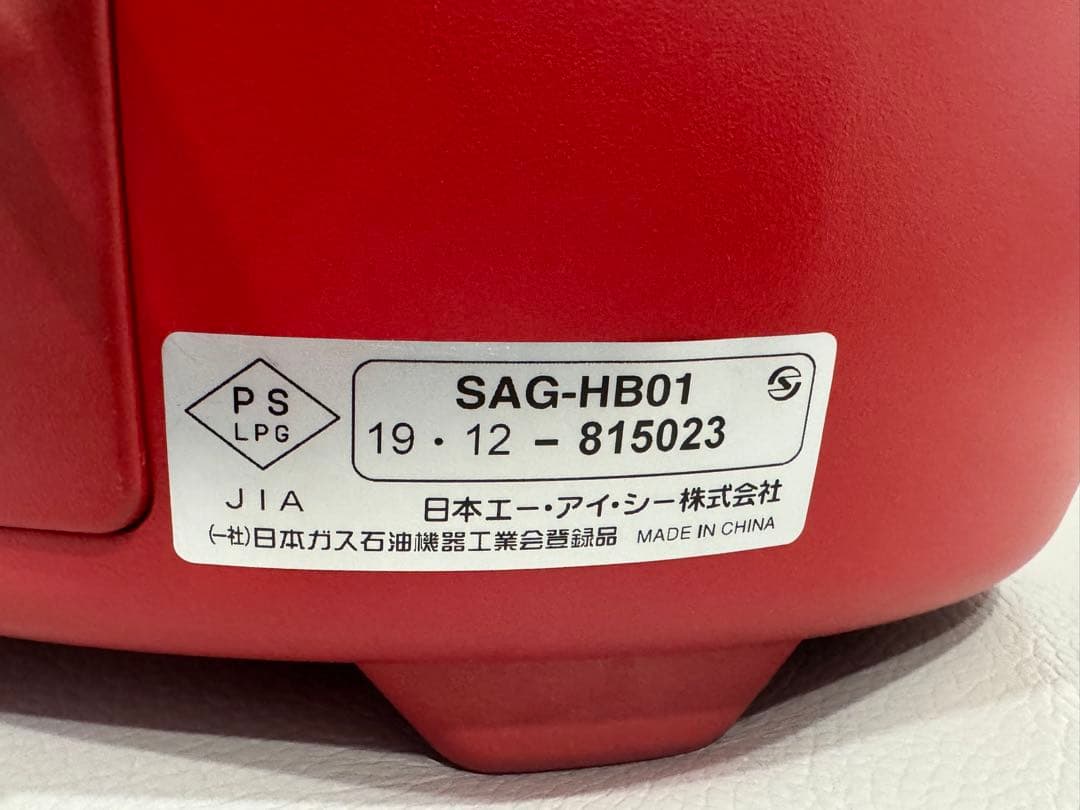 PS
LPG
JIA
SAG-HB01
19・12 - 815023
日本エー・アイ・シー株式会社
(一社)日本ガス石油機器工業会登録品 MADE IN CHINA